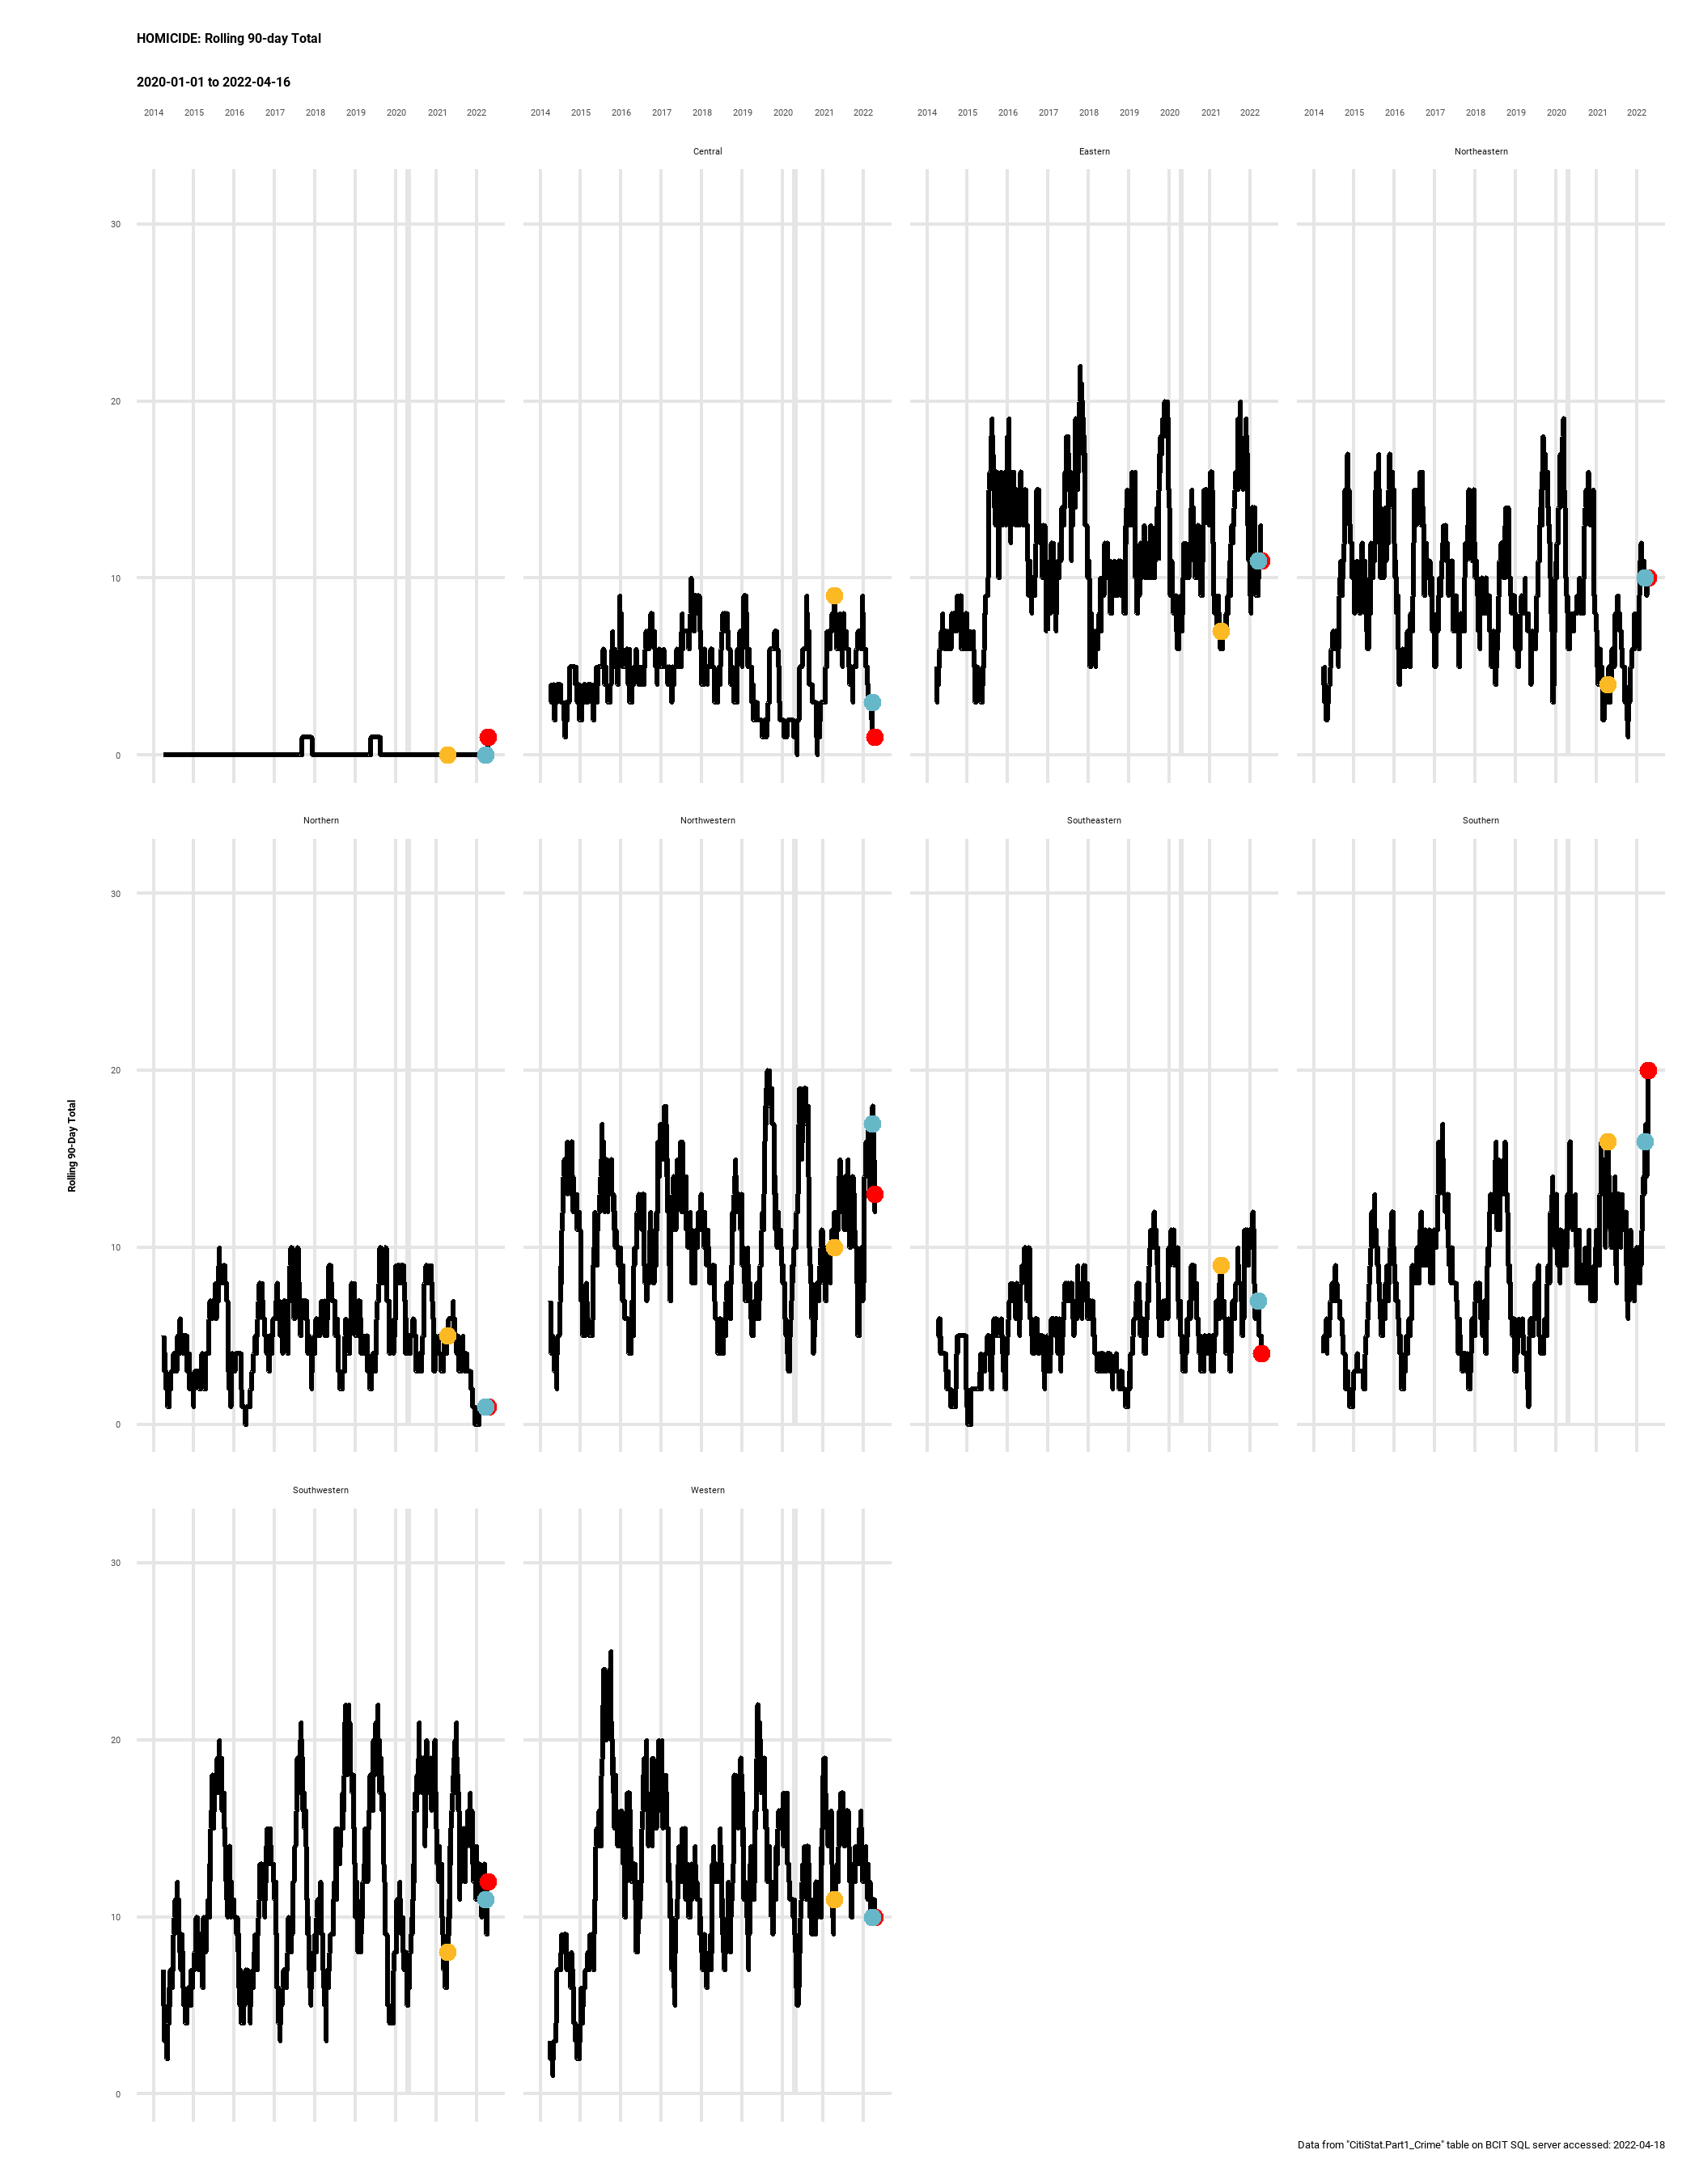 HOMICIDE: Rolling 90-day Total
2020-01-01 to 2022-04-16
2014 2015 2016 2017 2018 2019 2020 2021 2022 2014 2015 2016 2017 2018 2019 2020 2021 2022 2014 2015 2016 2017 2018 2019 2020 2021 2022 2014 2015 2016 2017 2018 2019 2020 2021 2022
Central Eastern Northeastern
30
20
10
0
Northern Northwestern Southeastern Southern
30
20
10
0
Rolling 90-Day Total
Southwestern Western
30
20
10
0
Data from "CitiStat.Part1_Crime" table on BCIT SQL server accessed: 2022-04-18